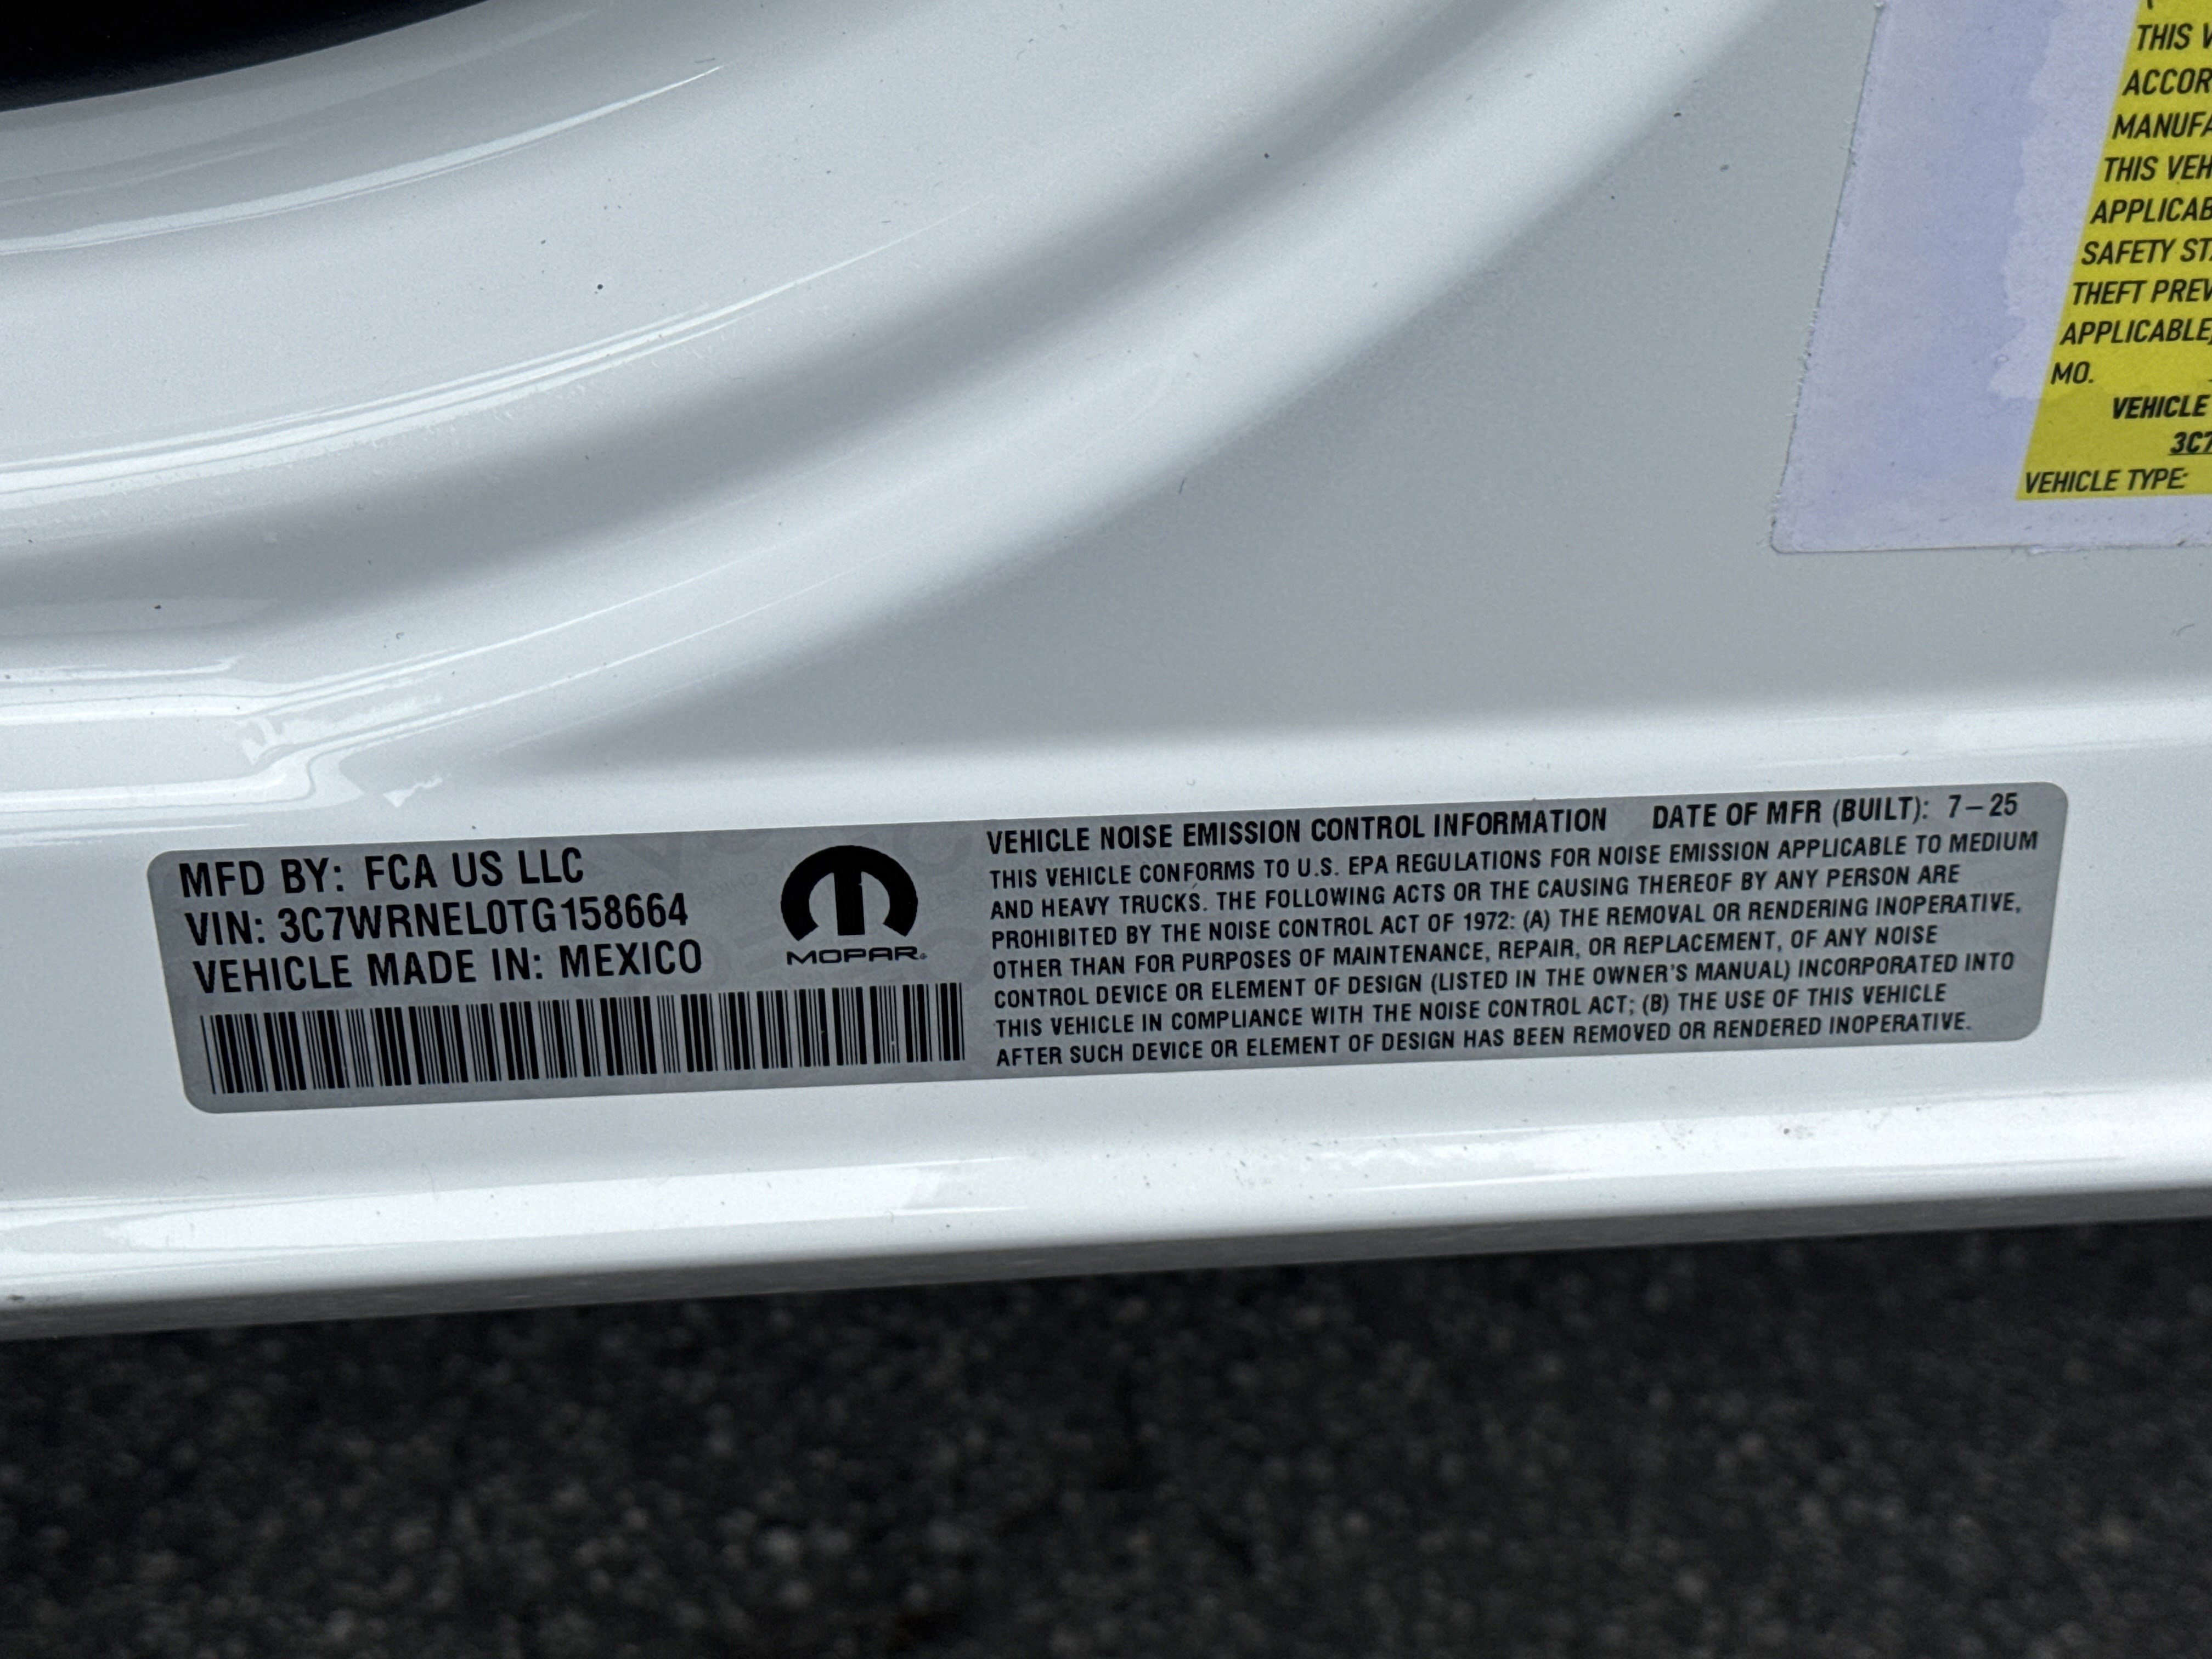 THIS V
ACCOR
MANUFA
THIS VEH
APPLICAB
SAFETY ST
THEFT PREV
APPLICABLE
MO.
VEHICLE
3C7
VEHICLE TYPE:
MFD BY: FCA US LLC
VIN: 3C7WRNEL0TG158664
VEHICLE MADE IN: MEXICO
MOPAR
VEHICLE NOISE EMISSION CONTROL INFORMATION DATE OF MFR (BUILT): 7-25
THIS VEHICLE CONFORMS TO U.S. EPA REGULATIONS FOR NOISE EMISSION APPLICABLE TO MEDIUM
AND HEAVY TRUCKS. THE FOLLOWING ACTS OR THE CAUSING THEREOF BY ANY PERSON ARE
PROHIBITED BY THE NOISE CONTROL ACT OF 1972: (A) THE REMOVAL OR RENDERING INOPERATIVE,
OTHER THAN FOR PURPOSES OF MAINTENANCE, REPAIR, OR REPLACEMENT, OF ANY NOISE
CONTROL DEVICE OR ELEMENT OF DESIGN (LISTED IN THE OWNER'S MANUAL) INCORPORATED INTO
THIS VEHICLE IN COMPLIANCE WITH THE NOISE CONTROL ACT; (B) THE USE OF THIS VEHICLE
AFTER SUCH DEVICE OR ELEMENT OF DESIGN HAS BEEN REMOVED OR RENDERED INOPERATIVE.